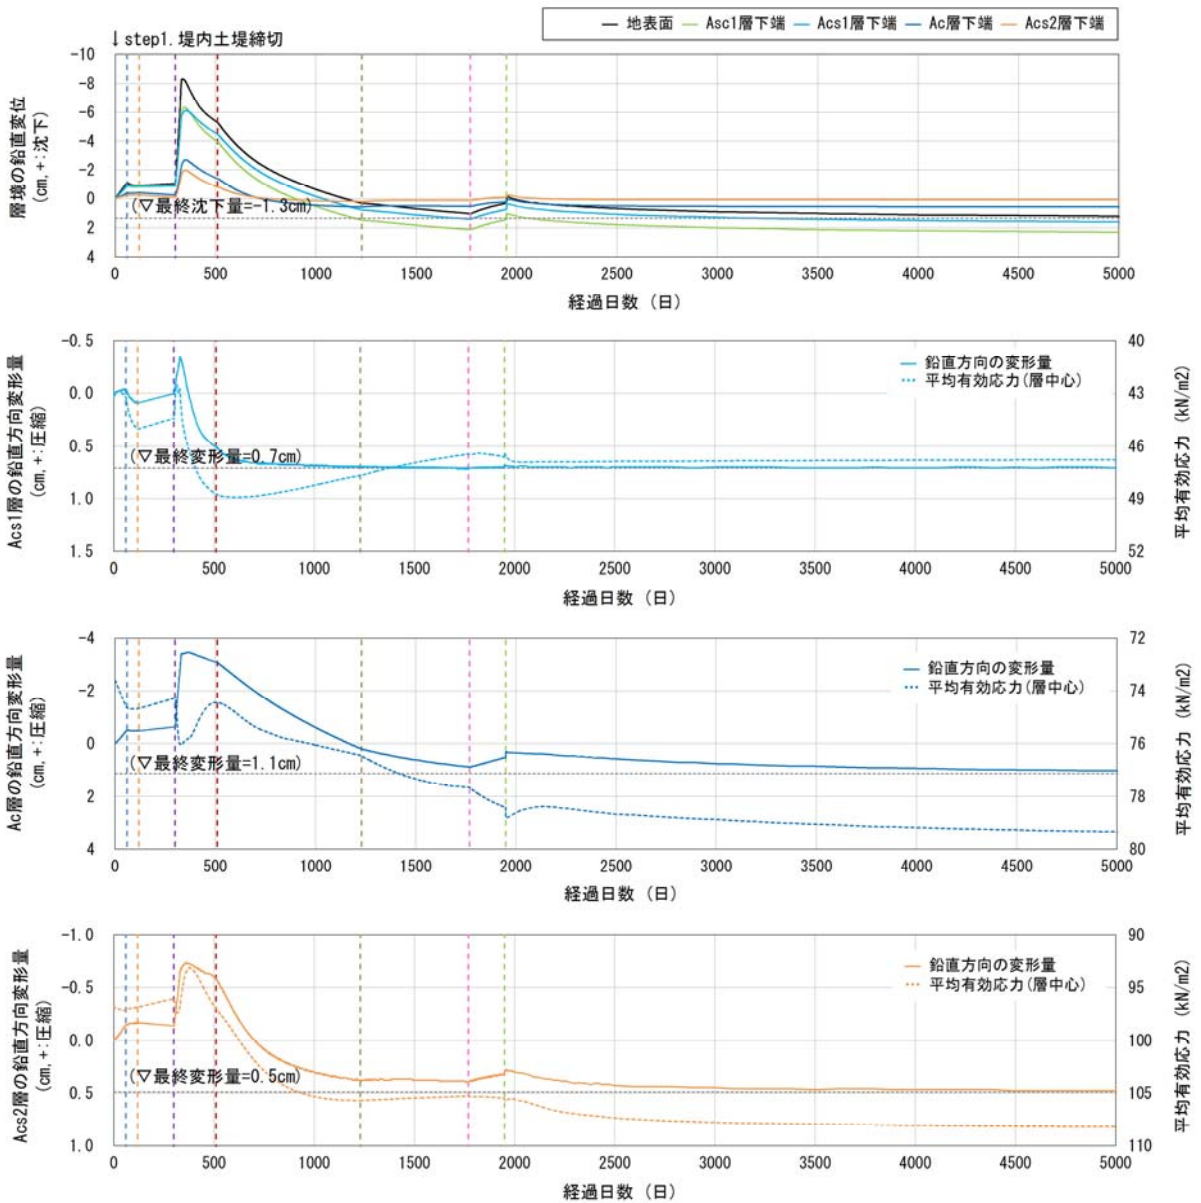 地表面 Asc1層下端 Acs1層下端 Ac層下端 Acs2層下端
↓step1. 堤内土堤締切
層境の鉛直変位
(cm, +:沈下)
-10
-8
-6
-4
-2
0
2
4
(▽最終沈下量=-1.3cm)
0 500 1000 1500 2000 2500 3000 3500 4000 4500 5000
経過日数 (日)
Acs1層の鉛直方向変形量
(cm, +:圧縮)
-0.5
0.0
0.5
1.0
1.5
鉛直方向の変形量
平均有効応力(層中心)
(▽最終変形量=0.7cm)
40
43
46
49
52
平均有効応力 (kN/m2)
0 500 1000 1500 2000 2500 3000 3500 4000 4500 5000
経過日数 (日)
Ac層の鉛直方向変形量
(cm, +:圧縮)
-4
-2
0
2
4
鉛直方向の変形量
平均有効応力(層中心)
(▽最終変形量=1.1cm)
72
74
76
78
80
平均有効応力 (kN/m2)
0 500 1000 1500 2000 2500 3000 3500 4000 4500 5000
経過日数 (日)
Acs2層の鉛直方向変形量
(cm, +:圧縮)
-1.0
-0.5
0.0
0.5
1.0
鉛直方向の変形量
平均有効応力(層中心)
(▽最終変形量=0.5cm)
90
95
100
105
110
平均有効応力 (kN/m2)
0 500 1000 1500 2000 2500 3000 3500 4000 4500 5000
経過日数 (日)